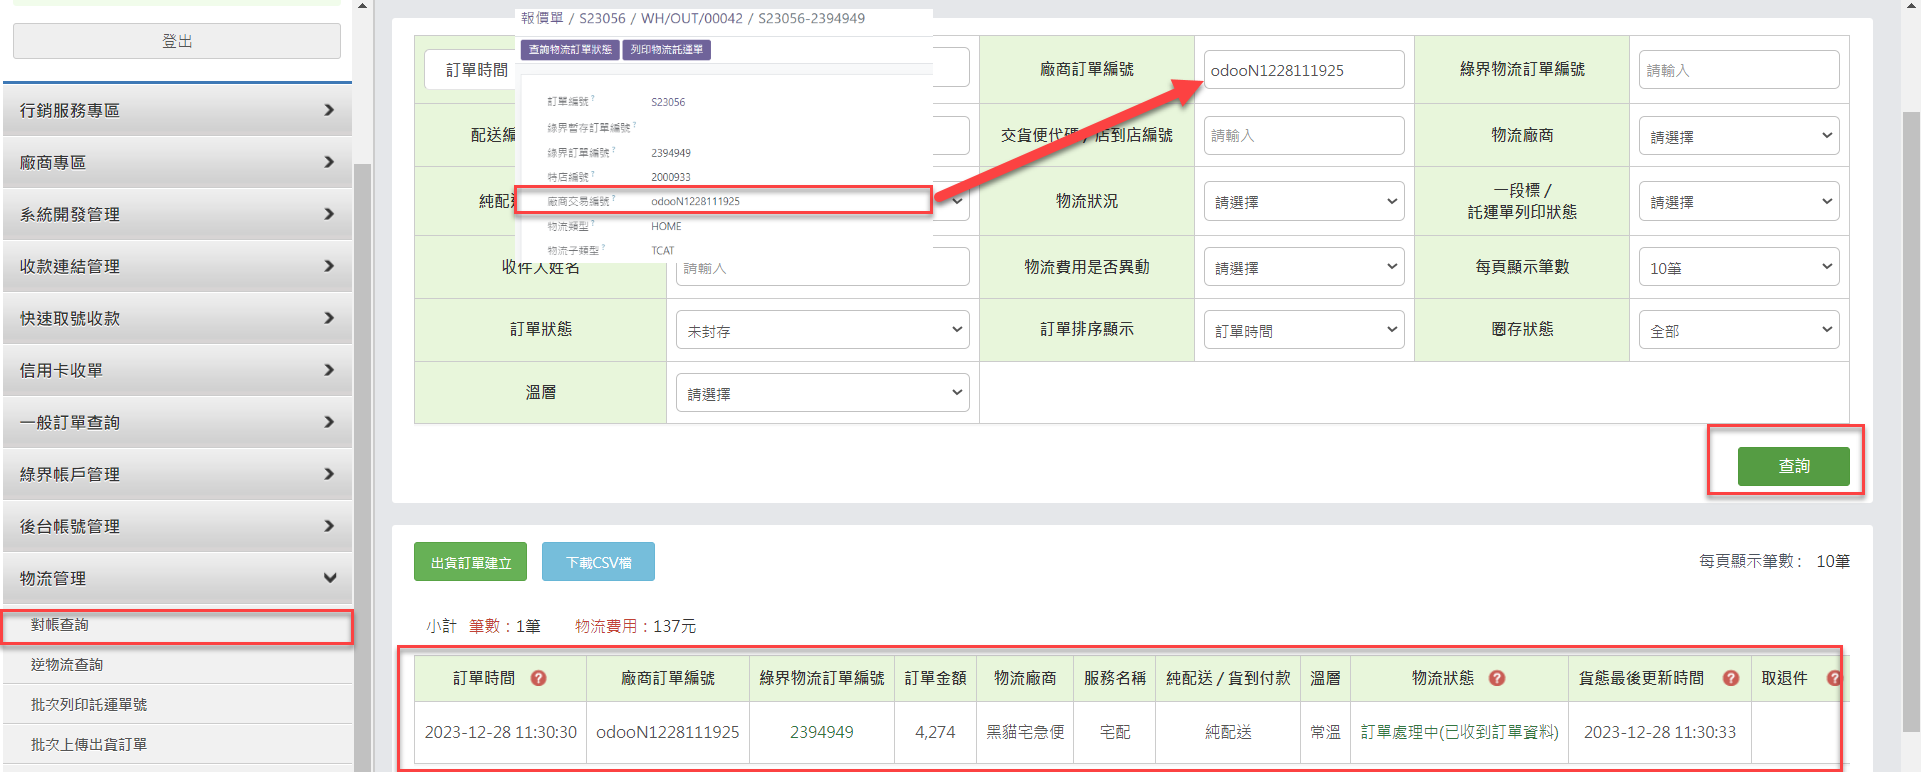 登出
行銷服務專區
廠商專區
系統開發管理
收款連結管理
快速取號收款
信用卡收單
一般訂單查詢
綠界帳戶管理
後台帳號管理
物流管理
對帳查詢
逆物流查詢
批次列印託運單號
批次上傳出貨訂單
報價單 / S23056 / WH/OUT/00042 / S23056-2394949
查詢物流訂單狀態 列印物流託運單
訂單編號? S23056
綠界暫存訂單編號?
綠界訂單編號? 2394949
特店編號? 2000933
廠商交易編號? odooN1228111925
物流類型? HOME
物流子類型? TCAT
訂單時間 廠商訂單編號 odooN1228111925 綠界物流訂單編號 請輸入
配送編 交貨便代碼 / 店到店編號 請輸入 物流廠商 請選擇
純配 物流狀況 請選擇 一段標 /
託運單列印狀態 請選擇
收件人姓名 請輸入 物流費用是否異動 請選擇 每頁顯示筆數 10筆
訂單狀態 未封存 訂單排序顯示 訂單時間 圈存狀態 全部
溫層 請選擇
查詢
出貨訂單建立 下載CSV檔 每頁顯示筆數: 10筆
小計 筆數:1筆 物流費用:137元
訂單時間 ? 廠商訂單編號 綠界物流訂單編號 訂單金額 物流廠商 服務名稱 純配送 / 貨到付款 溫層 物流狀態 ? 貨態最後更新時間 ? 取退件 ?
2023-12-28 11:30:30 odooN1228111925 2394949 4,274 黑貓宅急便 宅配 純配送 常溫 訂單處理中(已收到訂單資料) 2023-12-28 11:30:33